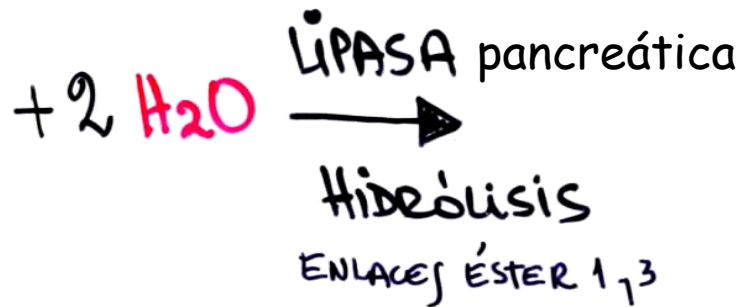 LIPASA pancreática
+2 H2O
HIDRÓLISIS
ENLACES ÉSTER 1,3